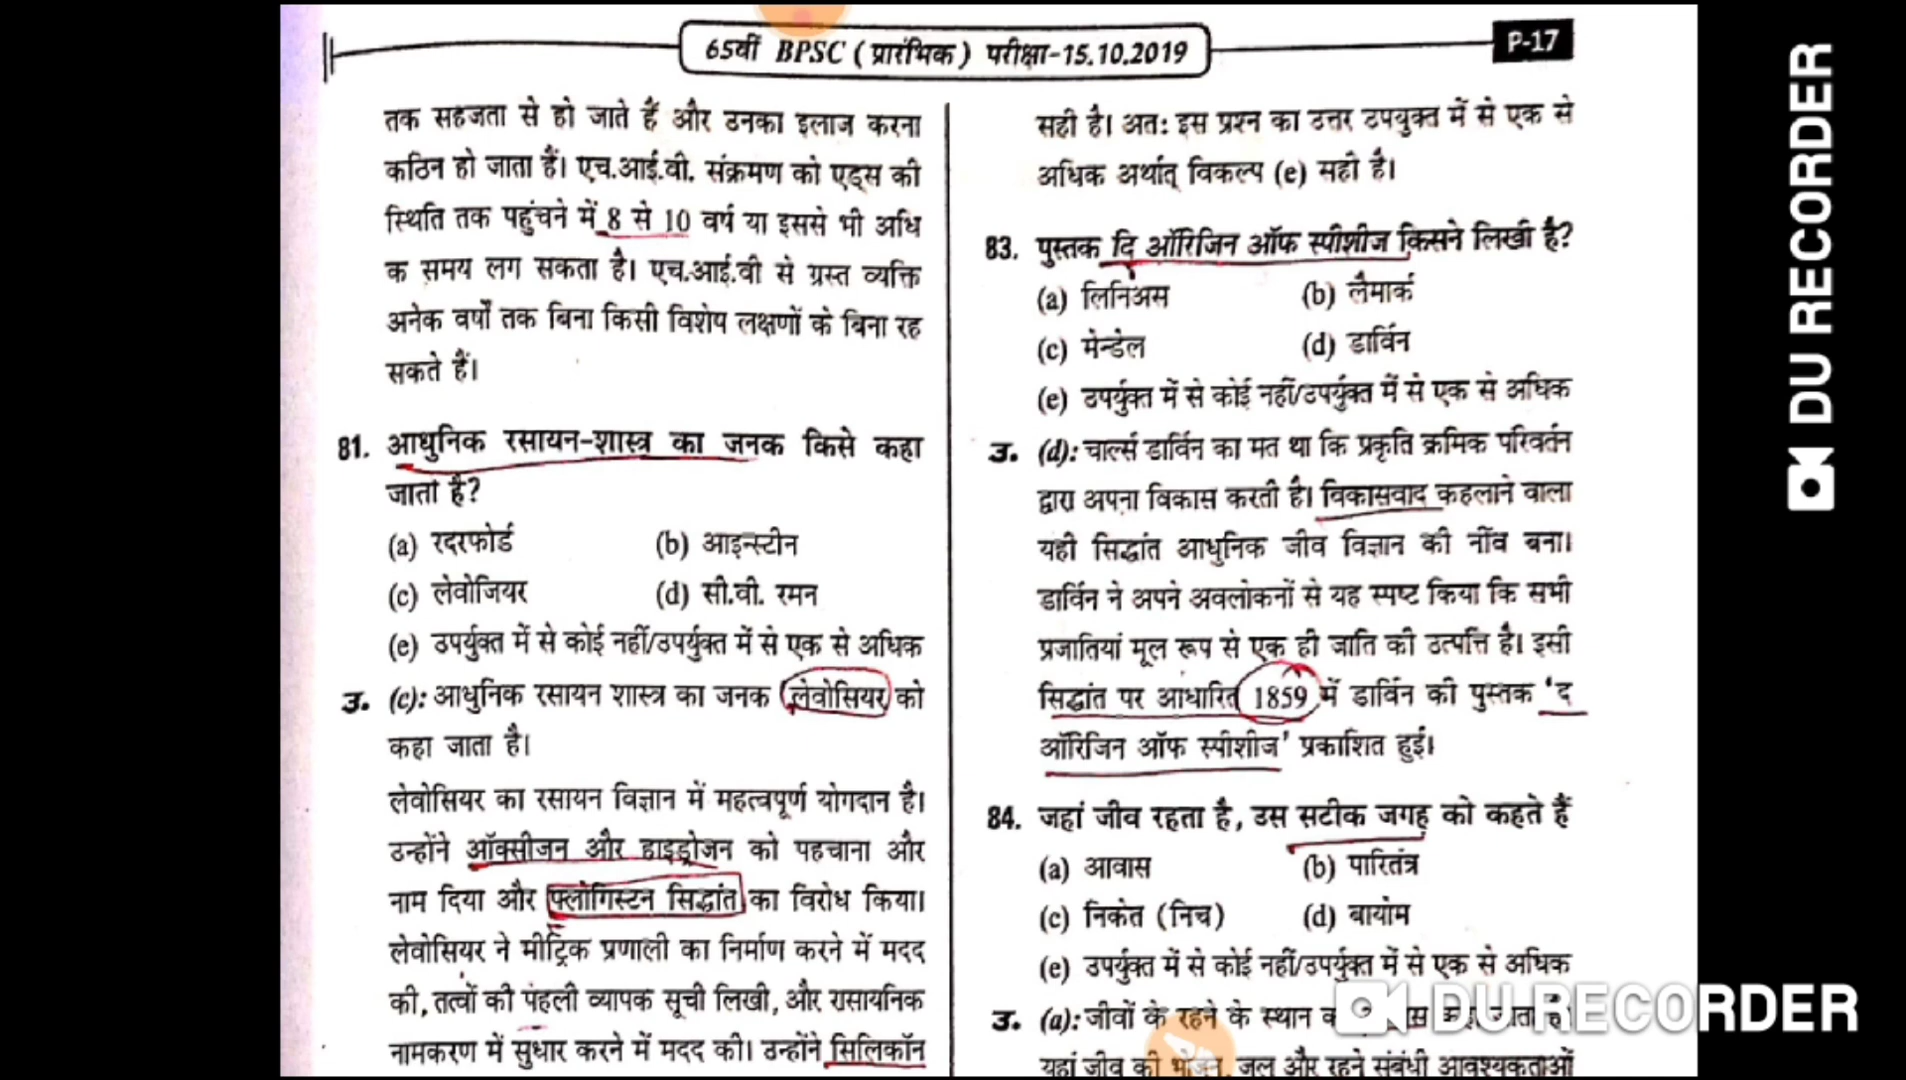 65वीं BPSC (प्रारंभिक) परीक्षा-15.10.2019
P-17
तक सहजता से हो जाते हैं और उनका इलाज करना
कठिन हो जाता हैं। एच.आई.वी. संक्रमण को एड्स की
स्थिति तक पहुंचने में 8 से 10 वर्ष या इससे भी अधि
क समय लग सकता है। एच.आई.वी से ग्रस्त व्यक्ति
अनेक वर्षों तक बिना किसी विशेष लक्षणों के बिना रह
सकते हैं।
81. आधुनिक रसायन-शास्त्र का जनक किसे कहा
जाता है?
(a) रदरफोर्ड (b) आइन्स्टीन
(c) लेवोजियर (d) सी.वी. रमन
(e) उपर्युक्त में से कोई नहीं/उपर्युक्त में से एक से अधिक
उ. (c): आधुनिक रसायन शास्त्र का जनक लेवोसियर को
कहा जाता है।
लेवोसियर का रसायन विज्ञान में महत्वपूर्ण योगदान है।
उन्होंने ऑक्सीजन और हाइड्रोजन को पहचाना और
नाम दिया और फ्लोगिस्टन सिद्धांत का विरोध किया।
लेवोसियर ने मीट्रिक प्रणाली का निर्माण करने में मदद
की, तत्वों की पहली व्यापक सूची लिखी, और रासायनिक
नामकरण में सुधार करने में मदद की। उन्होंने सिलिकॉन
सही है। अतः इस प्रश्न का उत्तर उपयुक्त में से एक से
अधिक अर्थात् विकल्प (e) सही है।
83. पुस्तक दि ऑरिजिन ऑफ स्पीशीज किसने लिखी है?
(a) लिनिअस (b) लैमार्क
(c) मेन्डेल (d) डार्विन
(e) उपर्युक्त में से कोई नहीं/उपर्युक्त में से एक से अधिक
उ. (d): चार्ल्स डार्विन का मत था कि प्रकृति क्रमिक परिवर्तन
द्वारा अपना विकास करती है। विकासवाद कहलाने वाला
यही सिद्धांत आधुनिक जीव विज्ञान की नींव बना।
डार्विन ने अपने अवलोकनों से यह स्पष्ट किया कि सभी
प्रजातियां मूल रूप से एक ही जाति की उत्पत्ति है। इसी
सिद्धांत पर आधारित 1859 में डार्विन की पुस्तक 'द
ऑरिजिन ऑफ स्पीशीज' प्रकाशित हुई।
84. जहां जीव रहता है, उस सटीक जगह को कहते हैं
(a) आवास (b) पारितंत्र
(c) निकेत (निच) (d) बायोम
(e) उपर्युक्त में से कोई नहीं/उपर्युक्त में से एक से अधिक
उ. (a): जीवों के रहने के स्थान
यहां जीव की भोजन, जल और रहने संबंधी आवश्यकताओं
DU RECORDER
DU RECORDER